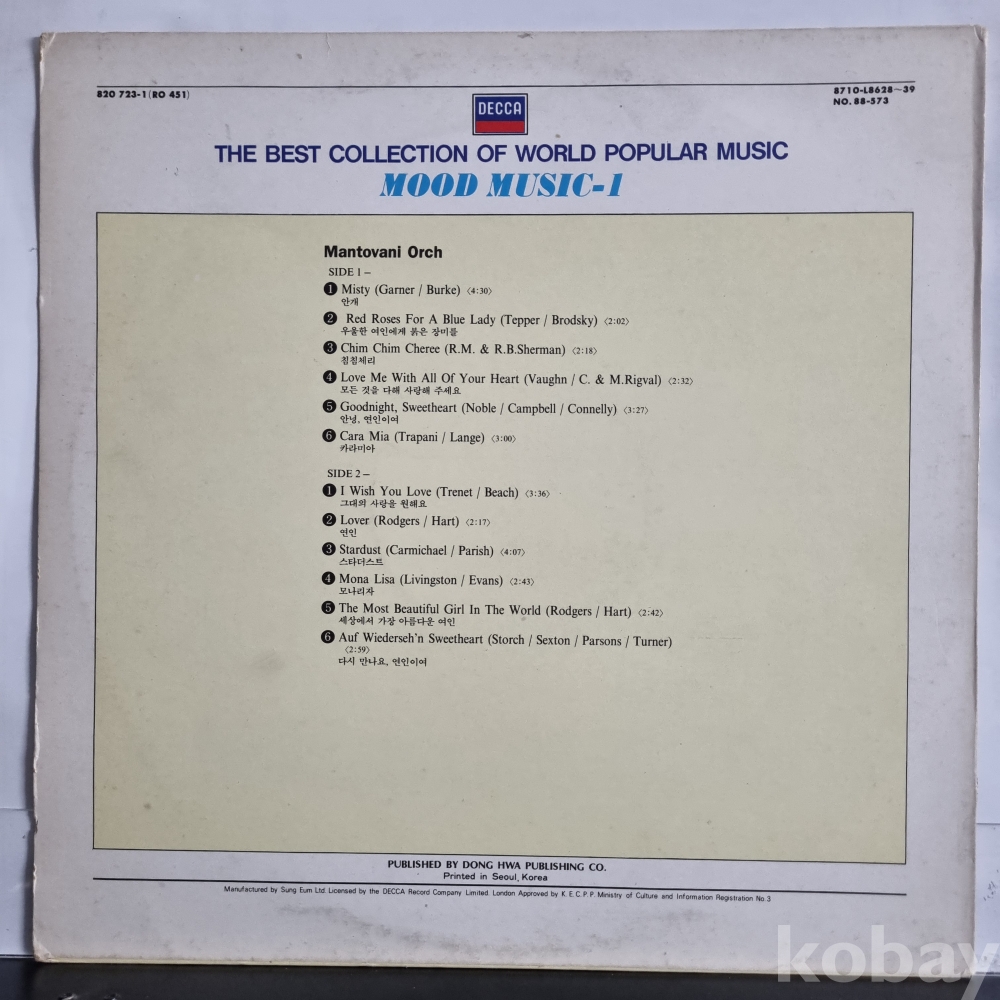 820 723-1 (RO 451)
8710-L8628~39
NO. 88-573
DECCA
THE BEST COLLECTION OF WORLD POPULAR MUSIC
MOOD MUSIC-1
Mantovani Orch
SIDE 1 –
❶ Misty (Garner / Burke) 〈4:30〉
안개
❷ Red Roses For A Blue Lady (Tepper / Brodsky) 〈2:02〉
우울한 여인에게 붉은 장미를
❸ Chim Chim Cheree (R.M. & R.B.Sherman) 〈2:18〉
침침체리
❹ Love Me With All Of Your Heart (Vaughn / C. & M.Rigval) 〈2:32〉
모든 것을 다해 사랑해 주세요
❺ Goodnight, Sweetheart (Noble / Campbell / Connelly) 〈3:27〉
안녕, 연인이여
❻ Cara Mia (Trapani / Lange) 〈3:00〉
카라미아
SIDE 2 –
❶ I Wish You Love (Trenet / Beach) 〈3:36〉
그대의 사랑을 원해요
❷ Lover (Rodgers / Hart) 〈2:17〉
연인
❸ Stardust (Carmichael / Parish) 〈4:07〉
스타더스트
❹ Mona Lisa (Livingston / Evans) 〈2:43〉
모나리자
❺ The Most Beautiful Girl In The World (Rodgers / Hart) 〈2:42〉
세상에서 가장 아름다운 여인
❻ Auf Wiederseh'n Sweetheart (Storch / Sexton / Parsons / Turner)
〈2:59〉
다시 만나요, 연인이여
PUBLISHED BY DONG HWA PUBLISHING CO.
Printed in Seoul, Korea
Manufactured by Sung Eum Ltd. Licensed by the DECCA Record Company Limited. London Approved by K.E.C.P.P. Ministry of Culture and Information Registration No.3
kobay